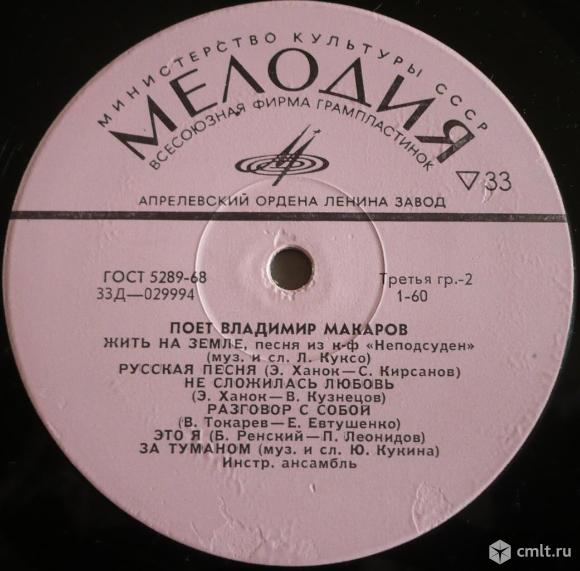 МИНИСТЕРСТВО КУЛЬТУРЫ СССР
МЕЛОДИЯ
ВСЕСОЮЗНАЯ ФИРМА ГРАМПЛАСТИНОК
33
АПРЕЛЕВСКИЙ ОРДЕНА ЛЕНИНА ЗАВОД
ГОСТ 5289-68 Третья гр.-2
33Д—029994 1-60
ПОЕТ ВЛАДИМИР МАКАРОВ
ЖИТЬ НА ЗЕМЛЕ, песня из к-ф «Неподсуден»
(муз. и сл. Л. Куксо)
РУССКАЯ ПЕСНЯ (Э. Ханок—С. Кирсанов)
НЕ СЛОЖИЛАСЬ ЛЮБОВЬ
(Э. Ханок—В. Кузнецов)
РАЗГОВОР С СОБОЙ
(В. Токарев—Е. Евтушенко)
ЭТО Я (Б. Ренский—П. Леонидов)
ЗА ТУМАНОМ (муз. и сл. Ю. Кукина)
Инстр. ансамбль
cmlt.ru